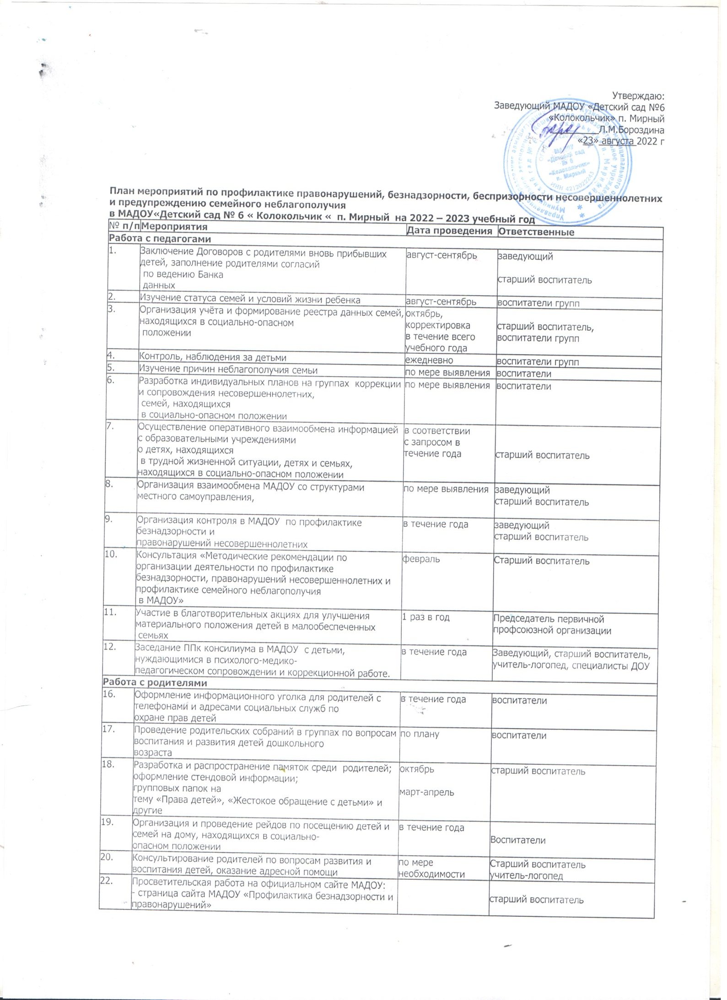 Утверждаю:
Заведующий МАДОУ «Детский сад №6
«Колокольчик» п. Мирный
Л.М.Бороздина
«23» августа 2022 г
МАДОУ
«Детский сад
№ 6
«Колокольчик»
п. Мирный
ИНН 4212022243
План мероприятий по профилактике правонарушений, безнадзорности, беспризорности несовершеннолетних
и предупреждению семейного неблагополучия
в МАДОУ«Детский сад № 6 « Колокольчик « п. Мирный на 2022 – 2023 учебный год
№ п/п Мероприятия Дата проведения Ответственные
Работа с педагогами
1. Заключение Договоров с родителями вновь прибывших август-сентябрь заведующий
детей, заполнение родителями согласий
по ведению Банка старший воспитатель
данных
2. Изучение статуса семей и условий жизни ребенка август-сентябрь воспитатели групп
3. Организация учёта и формирование реестра данных семей, октябрь,
находящихся в социально-опасном корректировка старший воспитатель,
положении в течение всего воспитатели групп
учебного года
4. Контроль, наблюдения за детьми ежедневно воспитатели групп
5. Изучение причин неблагополучия семьи по мере выявления воспитатели
6. Разработка индивидуальных планов на группах коррекции по мере выявления воспитатели
и сопровождения несовершеннолетних,
семей, находящихся
в социально-опасном положении
7. Осуществление оперативного взаимообмена информацией в соответствии
с образовательными учреждениями с запросом в
о детях, находящихся течение года старший воспитатель
в трудной жизненной ситуации, детях и семьях,
находящихся в социально-опасном положении
8. Организация взаимообмена МАДОУ со структурами по мере выявления заведующий
местного самоуправления, старший воспитатель
9. Организация контроля в МАДОУ по профилактике в течение года заведующий
безнадзорности и старший воспитатель
правонарушений несовершеннолетних
10. Консультация «Методические рекомендации по февраль Старший воспитатель
организации деятельности по профилактике
безнадзорности, правонарушений несовершеннолетних и
профилактике семейного неблагополучия
в МАДОУ»
11. Участие в благотворительных акциях для улучшения 1 раз в год Председатель первичной
материального положения детей в малообеспеченных профсоюзной организации
семьях
12. Заседание ППк консилиума в МАДОУ с детьми, в течение года Заведующий, старший воспитатель,
нуждающимися в психолого-медико- учитель-логопед, специалисты ДОУ
педагогическом сопровождении и коррекционной работе.
Работа с родителями
16. Оформление информационного уголка для родителей с в течение года воспитатели
телефонами и адресами социальных служб по
охране прав детей
17. Проведение родительских собраний в группах по вопросам по плану воспитатели
воспитания и развития детей дошкольного
возраста
18. Разработка и распространение памяток среди родителей; октябрь старший воспитатель
оформление стендовой информации;
групповых папок на март-апрель
тему «Права детей», «Жестокое обращение с детьми» и
другие
19. Организация и проведение рейдов по посещению детей и в течение года
семей на дому, находящихся в социально- Воспитатели
опасном положении
20. Консультирование родителей по вопросам развития и по мере Старший воспитатель
воспитания детей, оказание адресной помощи необходимости учитель-логопед
22. Просветительская работа на официальном сайте МАДОУ:
- страница сайта МАДОУ «Профилактика безнадзорности и старший воспитатель
правонарушений»